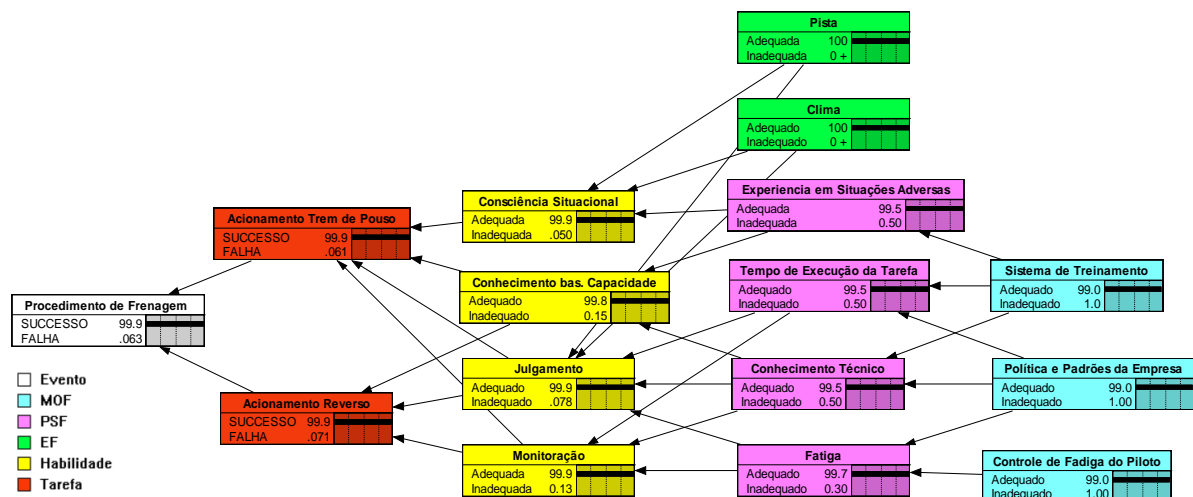 Pista
Adequada 100
Inadequada 0 +
Clima
Adequado 100
Inadequado 0 +
Experiencia em Situações Adversas
Adequada 99.5
Inadequada 0.50
Consciência Situacional
Adequada 99.9
Inadequada .050
Acionamento Trem de Pouso
SUCCESSO 99.9
FALHA .061
Tempo de Execução da Tarefa
Adequado 99.5
Inadequado 0.50
Sistema de Treinamento
Adequado 99.0
Inadequado 1.0
Conhecimento bas. Capacidade
Adequado 99.8
Inadequado 0.15
Procedimento de Frenagem
SUCCESSO 99.9
FALHA .063
Julgamento
Adequado 99.9
Inadequado .078
Conhecimento Técnico
Adequado 99.5
Inadequado 0.50
Política e Padrões da Empresa
Adequado 99.0
Inadequado 1.00
Acionamento Reverso
SUCCESSO 99.9
FALHA .071
Monitoração
Adequada 99.9
Inadequada 0.13
Fatiga
Adequado 99.7
Inadequado 0.30
Controle de Fadiga do Piloto
Adequado 99.0
Inadequado 1.00
Evento
MOF
PSF
EF
Habilidade
Tarefa